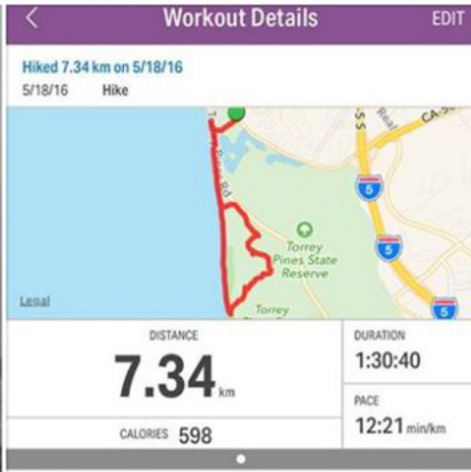 Workout Details
EDIT
Hiked 7.34 km on 5/18/16
5/18/16 Hike
CA-5
5
5
Torrey
Pines State
Reserve
Legal
Torrey
5
DISTANCE
7.34 km
DURATION
1:30:40
CALORIES 598
PACE
12:21 min/km